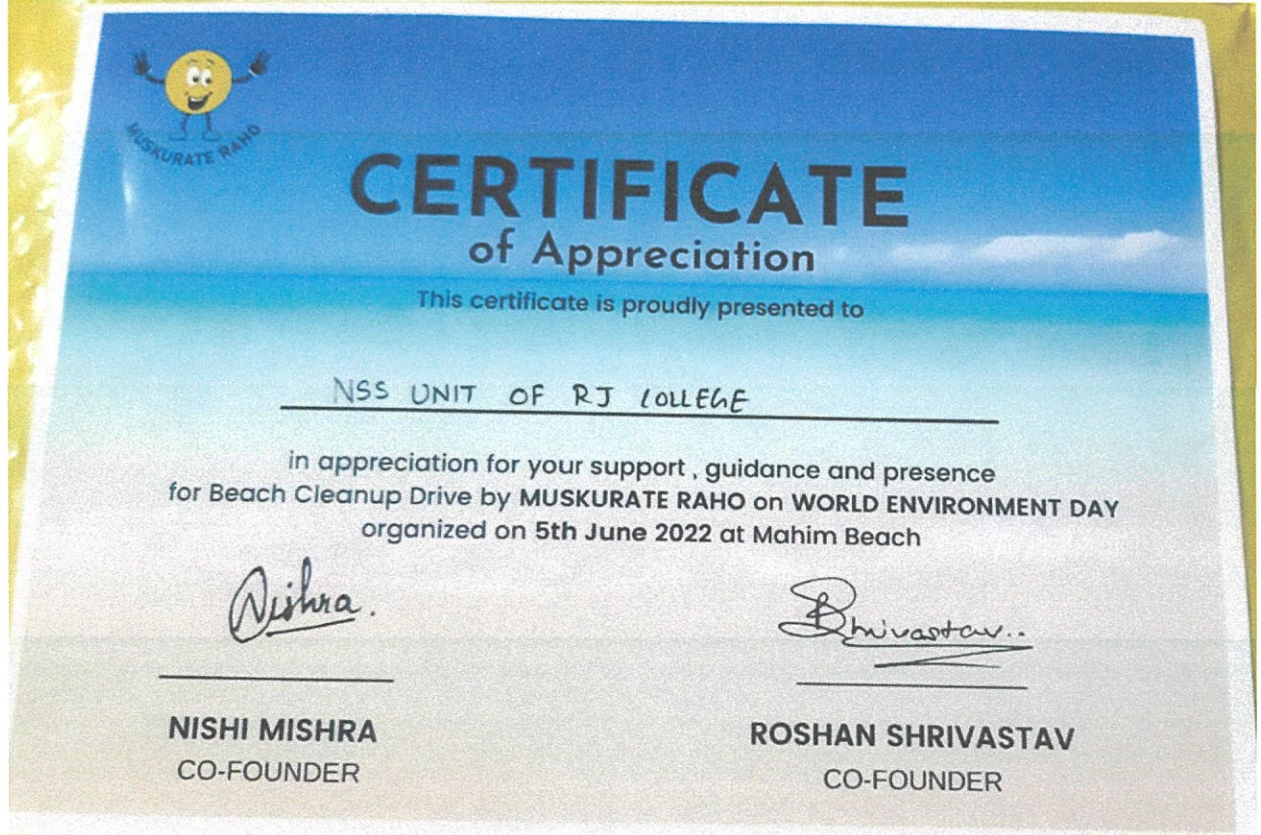 MUSKURATE RAHO
CERTIFICATE
of Appreciation
This certificate is proudly presented to
NSS UNIT OF RJ COLLEGE
in appreciation for your support , guidance and presence
for Beach Cleanup Drive by MUSKURATE RAHO on WORLD ENVIRONMENT DAY
organized on 5th June 2022 at Mahim Beach
Nishra.
Shrivastav..
NISHI MISHRA
ROSHAN SHRIVASTAV
CO-FOUNDER
CO-FOUNDER